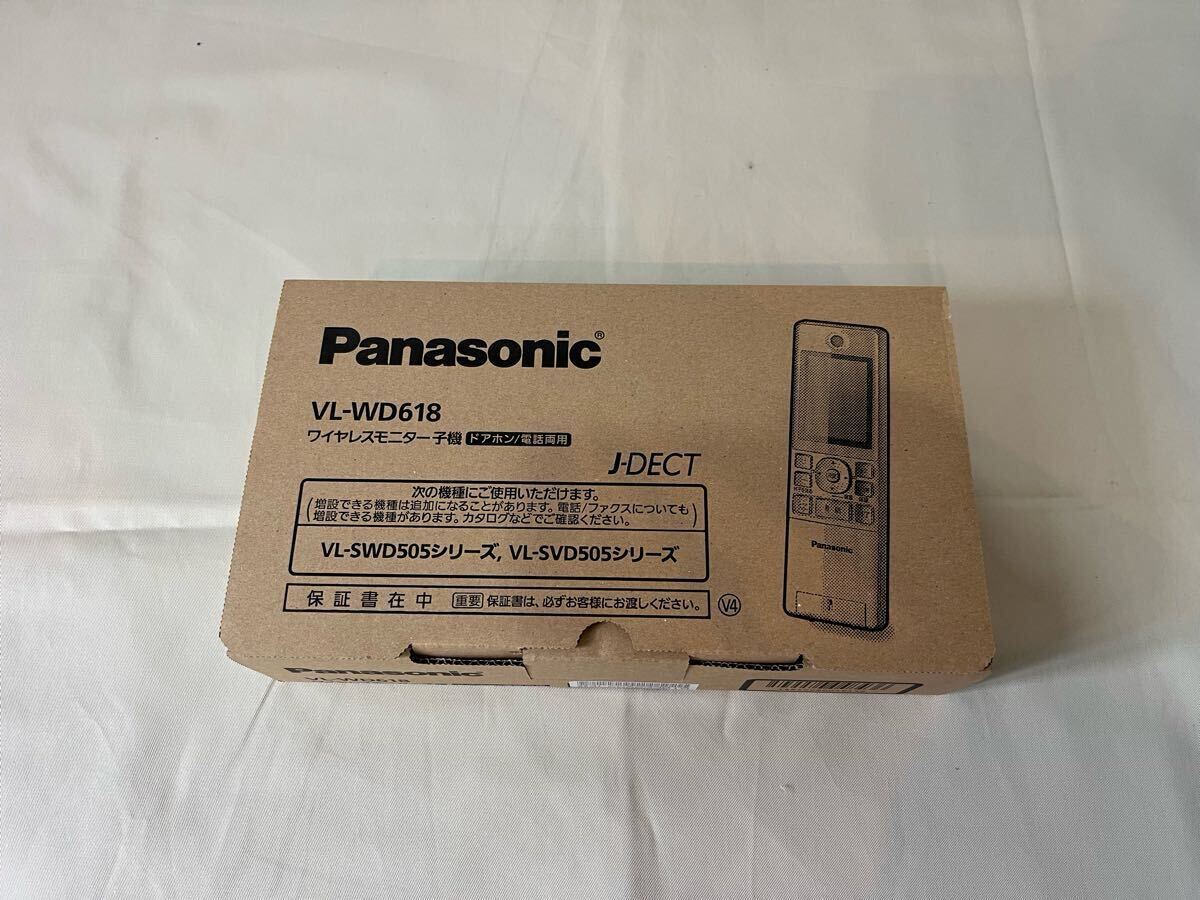 Panasonic®
VL-WD618
ワイヤレスモニター子機 ドアホン/電話両用
J-DECT
次の機種にご使用いただけます。
(増設できる機種は追加になることがあります。電話/ファクスについても
増設できる機種があります。カタログなどでご確認ください。)
VL-SWD505シリーズ, VL-SVD505シリーズ
保証書在中 重要 保証書は、必ずお客様にお渡しください。 V4
Panasonic
Panasonic
VL-WD618